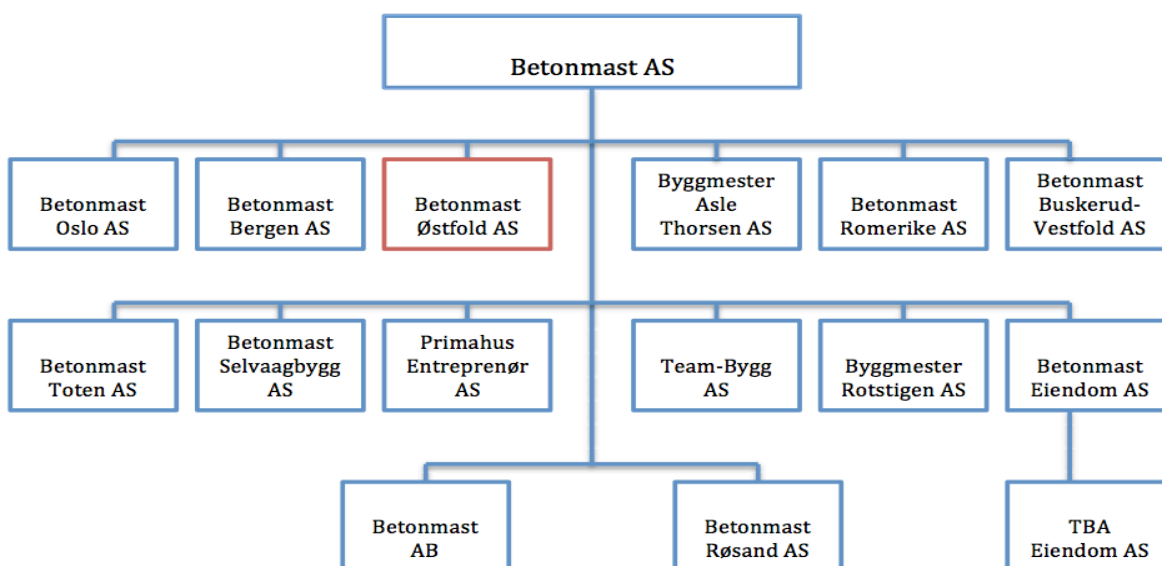 Betonmast AS
Betonmast
Oslo AS
Betonmast
Bergen AS
Betonmast
Østfold AS
Byggmester
Asle
Thorsen AS
Betonmast
Romerike AS
Betonmast
Buskerud-
Vestfold AS
Betonmast
Toten AS
Betonmast
Selvaagbygg
AS
Primahus
Entreprenør
AS
Team-Bygg
AS
Byggmester
Rotstigen AS
Betonmast
Eiendom AS
Betonmast
AB
Betonmast
Røsand AS
TBA
Eiendom AS